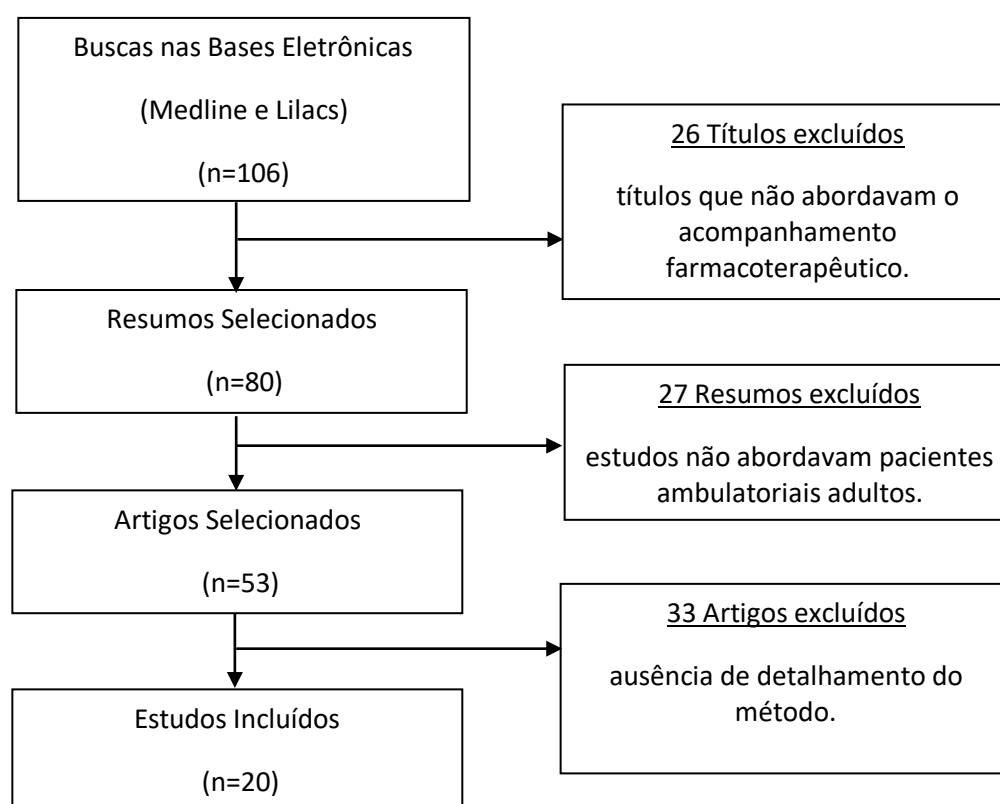 Buscas nas Bases Eletrônicas
(Medline e Lilacs)
(n=106)
26 Títulos excluídos
títulos que não abordavam o
acompanhamento
farmacoterapêutico.
Resumos Selecionados
(n=80)
27 Resumos excluídos
estudos não abordavam pacientes
ambulatoriais adultos.
Artigos Selecionados
(n=53)
33 Artigos excluídos
ausência de detalhamento do
método.
Estudos Incluídos
(n=20)